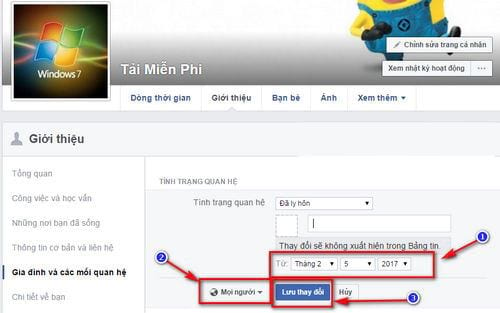 Windows 7
Chỉnh sửa trang cá nhân
Tải Miễn Phí
Xem nhật ký hoạt động
Dòng thời gian Giới thiệu Bạn bè Ảnh Xem thêm
Giới thiệu
Tổng quan
TÌNH TRẠNG QUAN HỆ
Công việc và học vấn
Tình trạng quan hệ Đã ly hôn
Những nơi bạn đã sống
Thông tin cơ bản và liên hệ
Thay đổi sẽ không xuất hiện trong Bảng tin.
1
2
Từ: Tháng 2 5 2017
Gia đình và các mối quan hệ
Mọi người Lưu thay đổi Hủy
3
Chi tiết về bạn